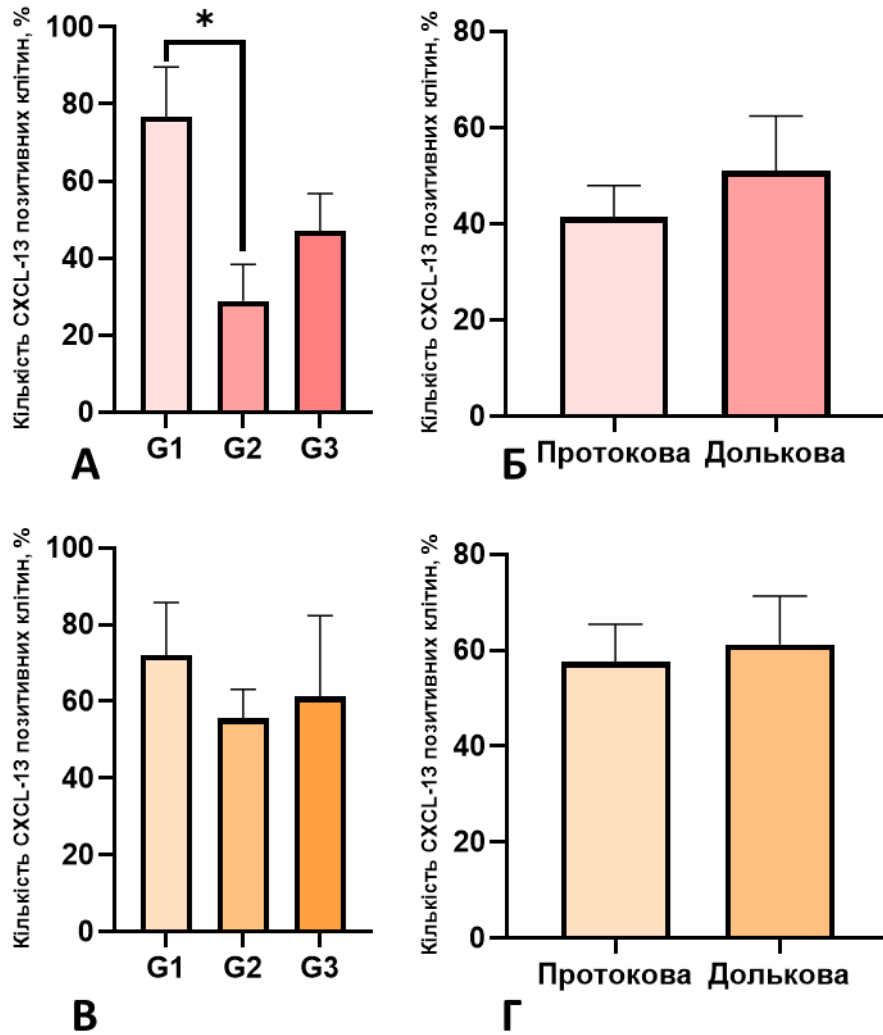 Кількість CXCL-13 позитивних клітин, %
100
80
60
40
20
0
*
G1 G2 G3
А
Кількість CXCL-13 позитивних клітин, %
80
60
40
20
0
Протокова Долькова
Б
Кількість CXCL-13 позитивних клітин, %
100
80
60
40
20
0
G1 G2 G3
В
Кількість CXCL-13 позитивних клітин, %
80
60
40
20
0
Протокова Долькова
Г